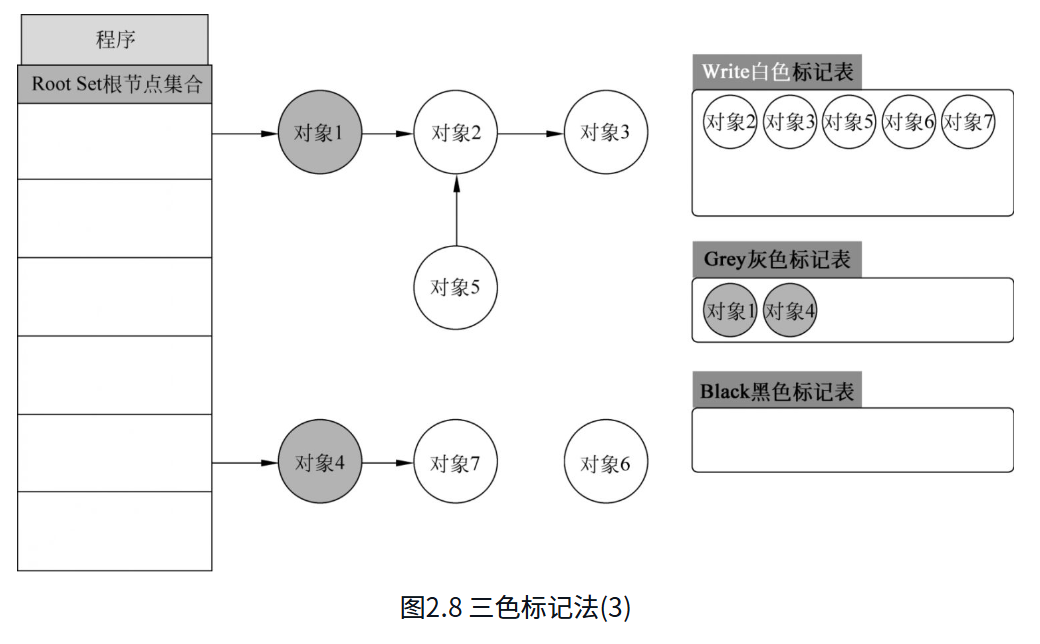 程序
Root Set根节点集合
对象1
对象2
对象3
对象5
对象4
对象7
对象6
Write白色标记表
对象2 对象3 对象5 对象6 对象7
Grey灰色标记表
对象1 对象4
Black黑色标记表
图2.8 三色标记法(3)